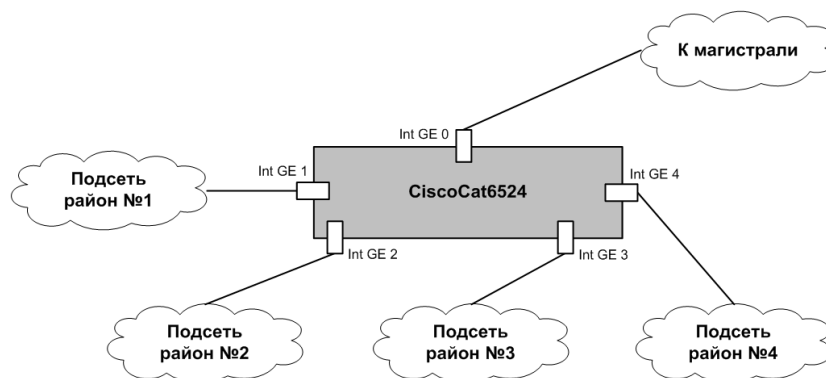 К магистрали
Int GE 0
Int GE 1
Int GE 4
CiscoCat6524
Подсеть
район №1
Int GE 2
Int GE 3
Подсеть
район №2
Подсеть
район №3
Подсеть
район №4